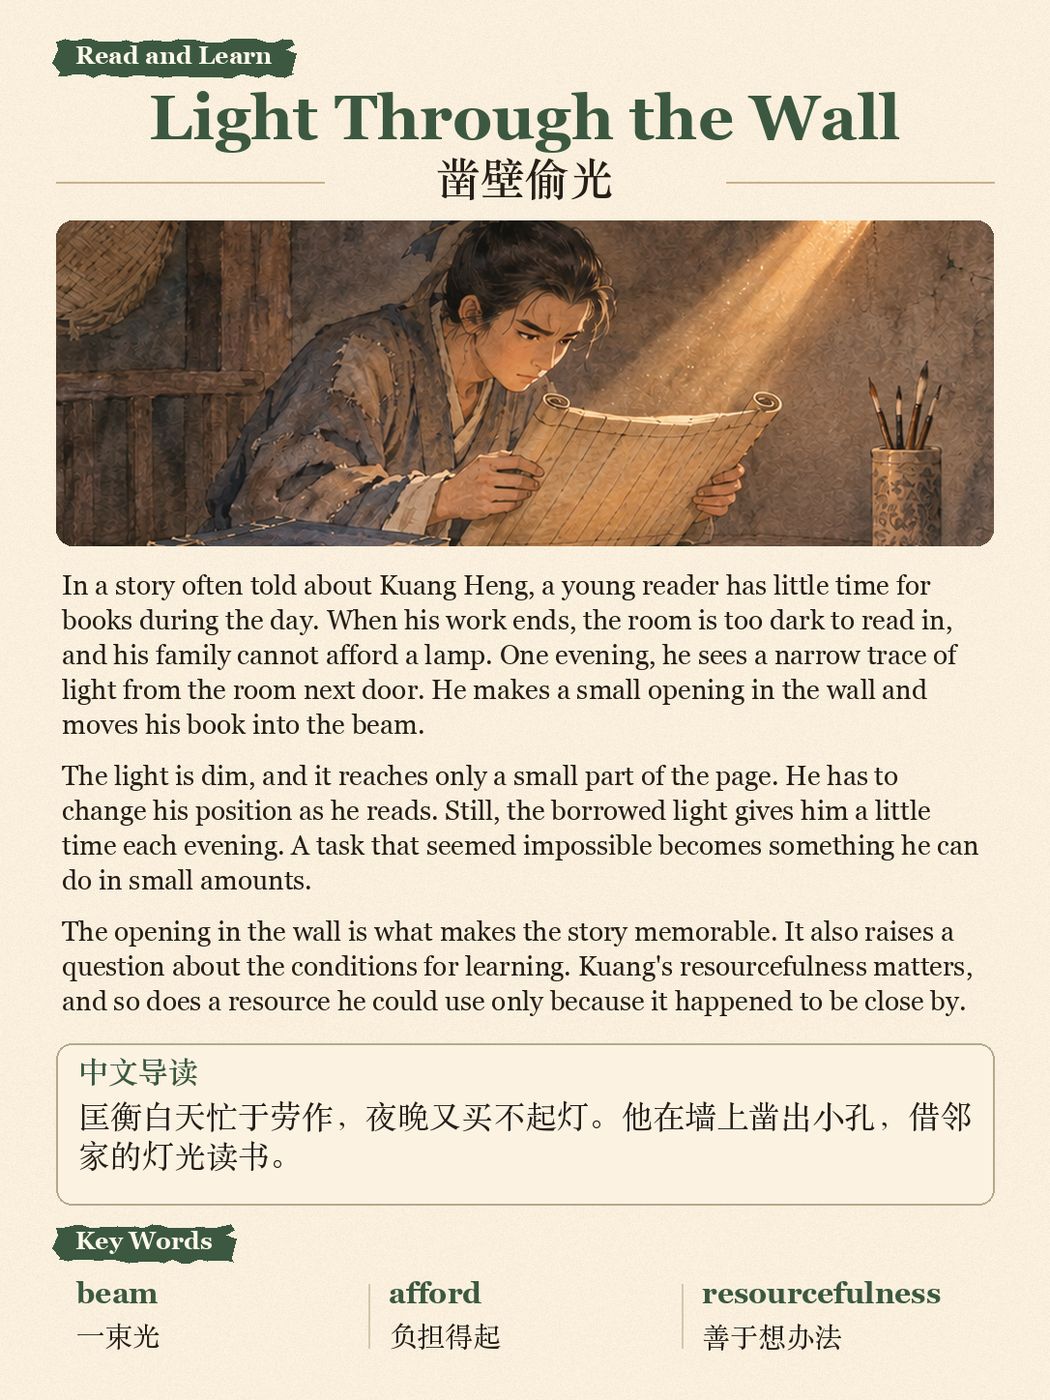 Read and Learn
Light Through the Wall
凿壁偷光
In a story often told about Kuang Heng, a young reader has little time for
books during the day. When his work ends, the room is too dark to read in,
and his family cannot afford a lamp. One evening, he sees a narrow trace of
light from the room next door. He makes a small opening in the wall and
moves his book into the beam.
The light is dim, and it reaches only a small part of the page. He has to
change his position as he reads. Still, the borrowed light gives him a little
time each evening. A task that seemed impossible becomes something he can
do in small amounts.
The opening in the wall is what makes the story memorable. It also raises a
question about the conditions for learning. Kuang's resourcefulness matters,
and so does a resource he could use only because it happened to be close by.
中文导读
匡衡白天忙于劳作，夜晚又买不起灯。他在墙上凿出小孔，借邻
家的灯光读书。
Key Words
beam
一束光
afford
负担得起
resourcefulness
善于想办法